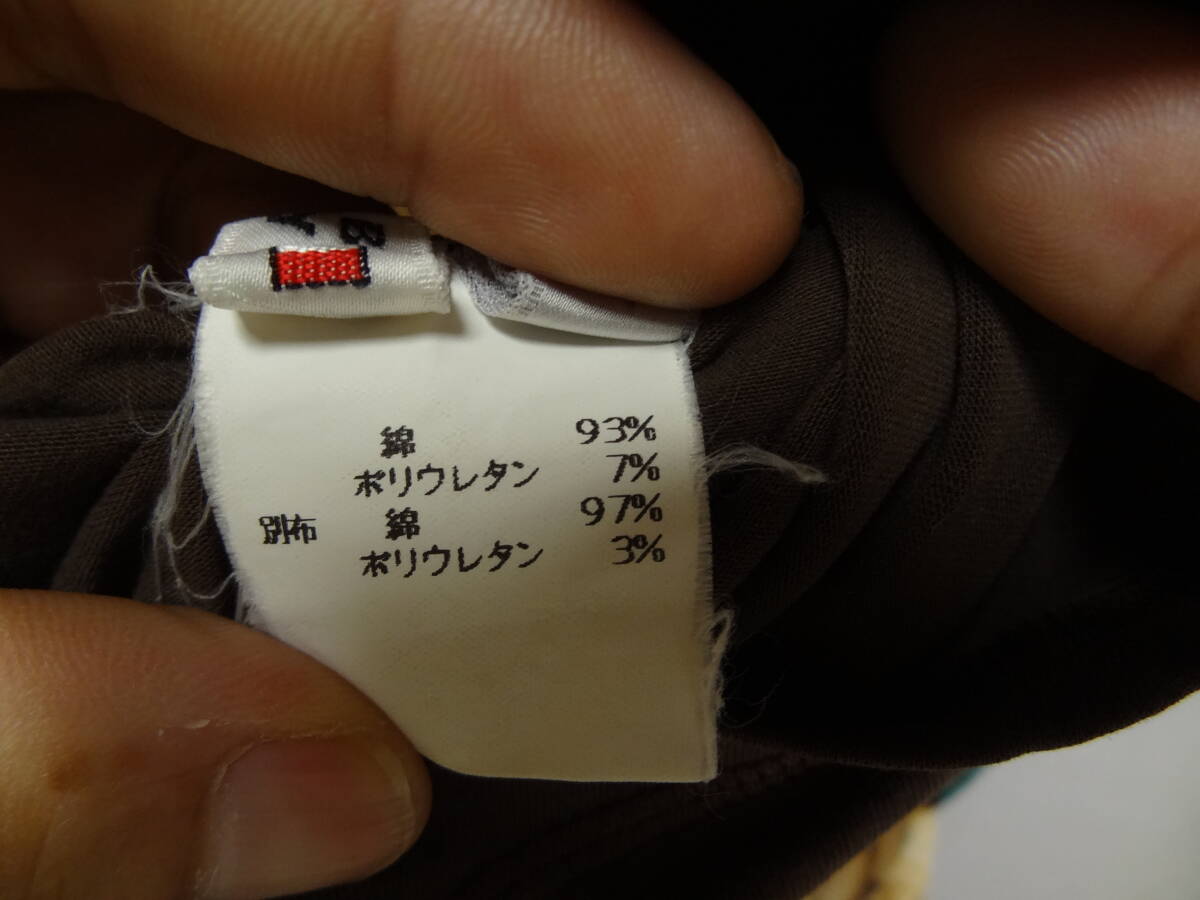 B
綿 93%
ポリウレタン 7%
別布 綿 97%
ポリウレタン 3%